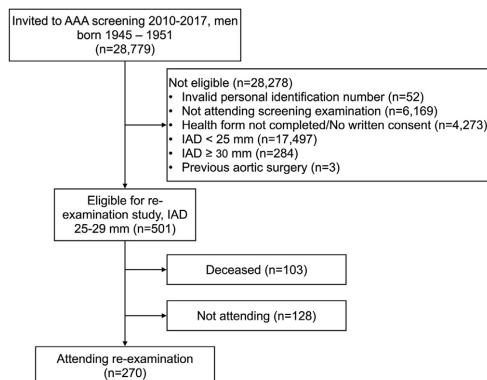 Invited to AAA screening 2010-2017, men
born 1945 – 1951
(n=28,779)
Not eligible (n=28,278)
• Invalid personal identification number (n=52)
• Not attending screening examination (n=6,169)
• Health form not completed/No written consent (n=4,273)
• IAD < 25 mm (n=17,497)
• IAD ≥ 30 mm (n=284)
• Previous aortic surgery (n=3)
Eligible for re-
examination study, IAD
25-29 mm (n=501)
Deceased (n=103)
Not attending (n=128)
Attending re-examination
(n=270)